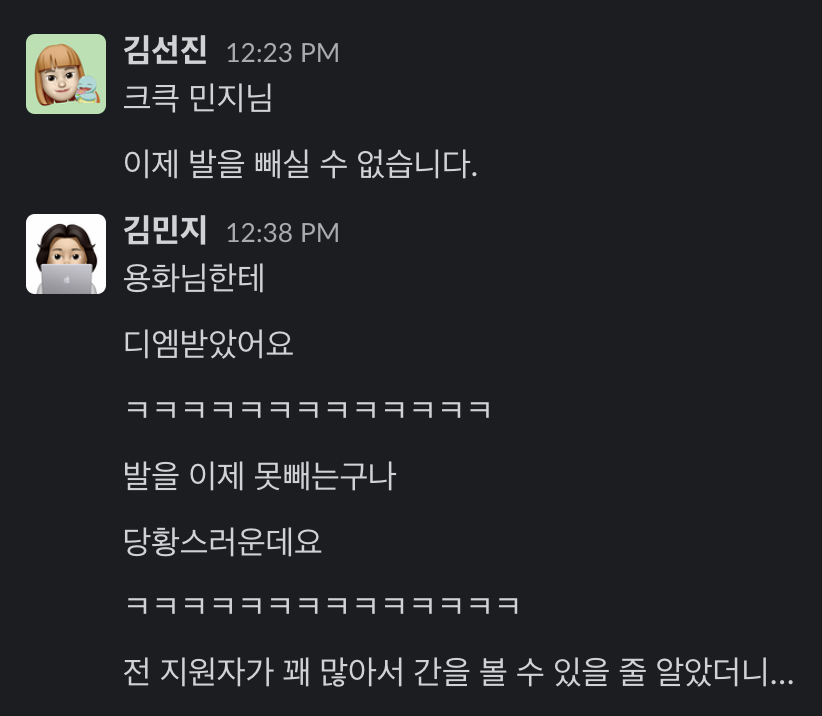 김선진 12:23 PM
크큭 민지님
이제 발을 빼실 수 없습니다.
김민지 12:38 PM
용화님한테
디엠받았어요
ㅋㅋㅋㅋㅋㅋㅋㅋㅋㅋㅋㅋㅋ
발을 이제 못빼는구나
당황스러운데요
ㅋㅋㅋㅋㅋㅋㅋㅋㅋㅋㅋㅋㅋㅋ
전 지원자가 꽤 많아서 간을 볼 수 있을 줄 알았더니...